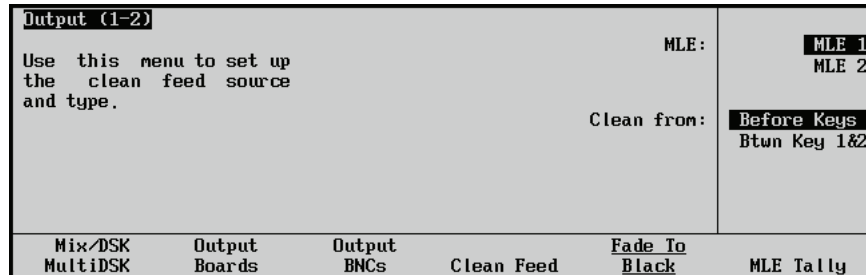 Output (1-2)
Use this menu to set up
the clean feed source
and type.
MLE:
MLE 1
MLE 2
Clean from:
Before Keys
Btwn Key 1&2
Mix/DSK
MultiDSK
Output
Boards
Output
BNCs
Clean Feed
Fade To
Black
MLE Tally